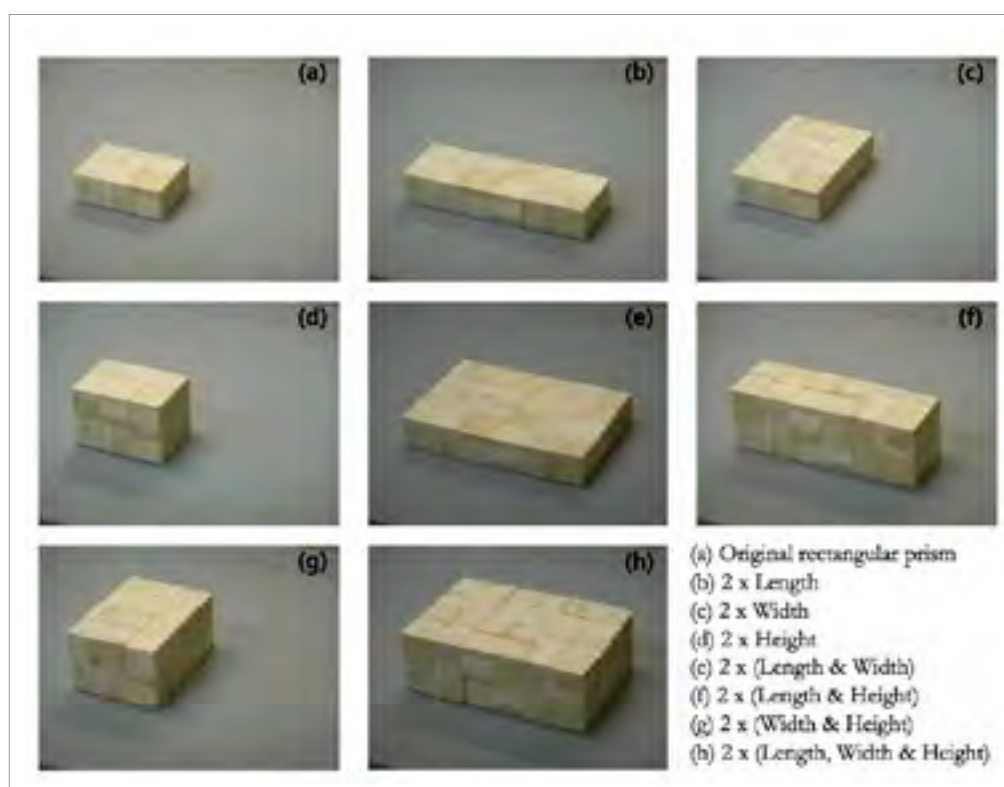 (a)
(b)
(c)
(d)
(e)
(f)
(g)
(h)
(a) Original rectangular prism
(b) 2 x Length
(c) 2 x Width
(d) 2 x Height
(e) 2 x (Length & Width)
(f) 2 x (Length & Height)
(g) 2 x (Width & Height)
(h) 2 x (Length, Width & Height)